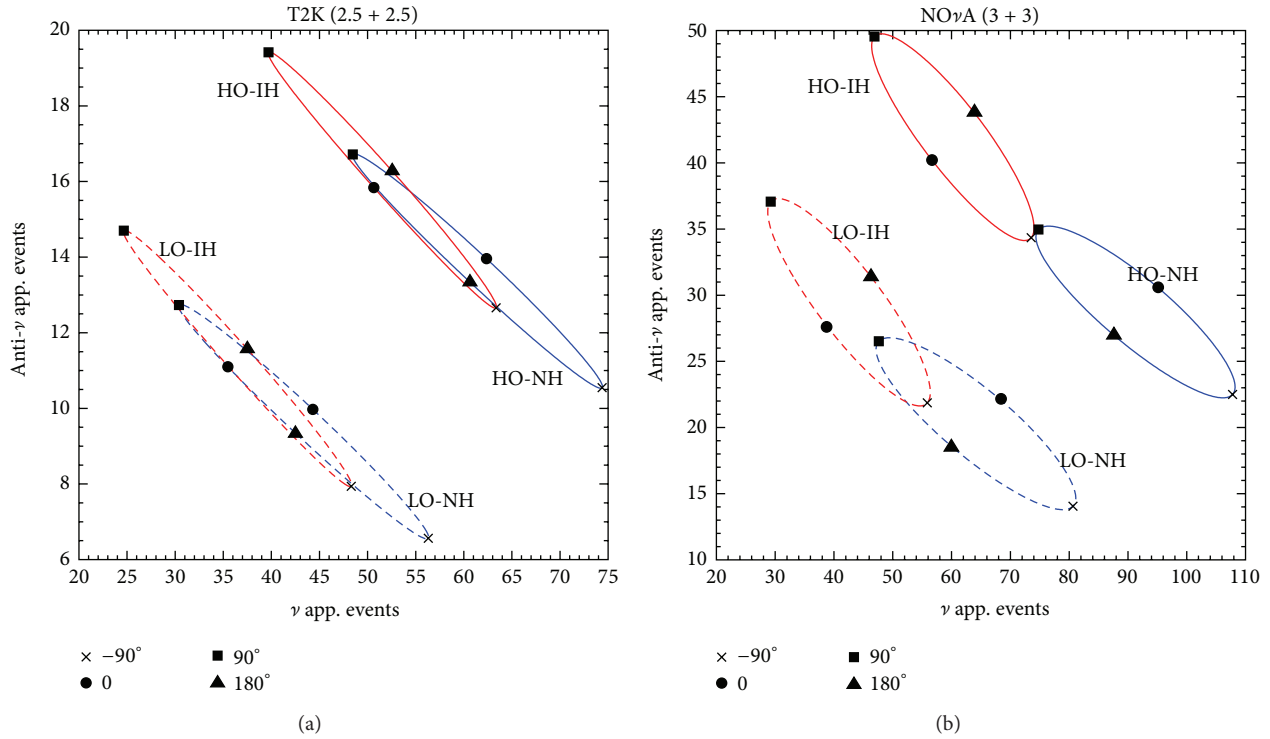 T2K (2.5 + 2.5)
20
18
16
14
12
10
8
6
Anti-ν app. events
HO-IH
LO-IH
HO-NH
LO-NH
20 25 30 35 40 45 50 55 60 65 70 75
ν app. events
× −90° ■ 90°
● 0 ▲ 180°
(a)
NOνA (3 + 3)
50
45
40
35
30
25
20
15
10
Anti-ν app. events
HO-IH
LO-IH
HO-NH
LO-NH
20 30 40 50 60 70 80 90 100 110
ν app. events
× −90° ■ 90°
● 0 ▲ 180°
(b)